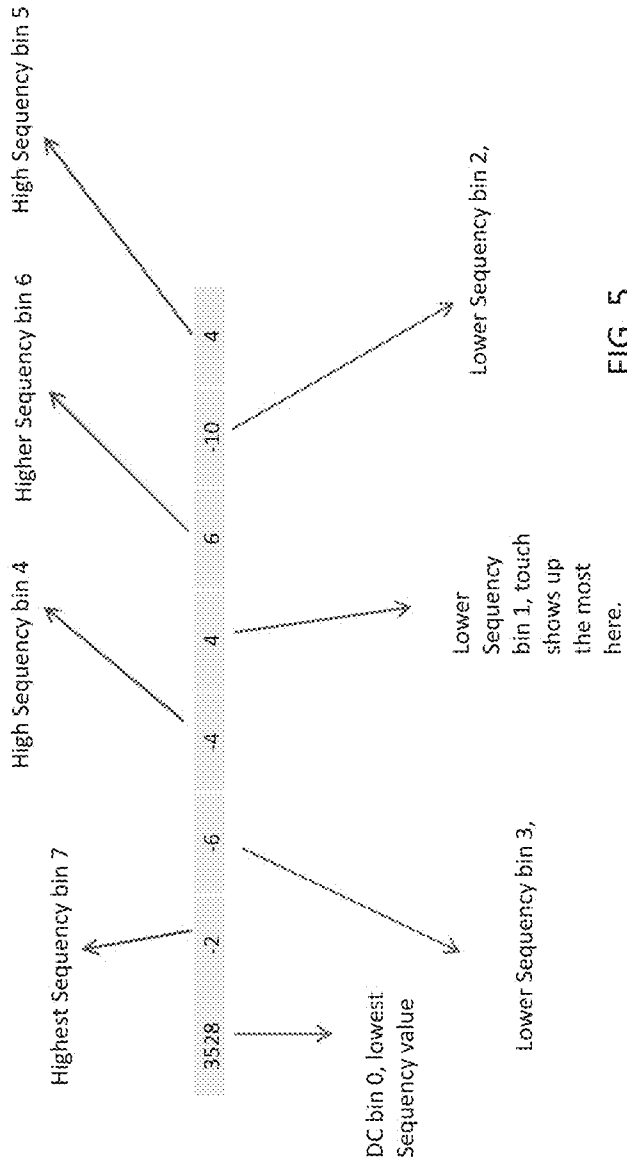 Highest Sequency bin 7
High Sequency bin 4
Higher Sequency bin 6
High Sequency bin 5
3528 -2 -6 -4 4 6 -10 4
DC bin 0, lowest
Sequency value
Lower Sequency bin 3,
Lower
Sequency
bin 1, touch
shows up
the most
here.
Lower Sequency bin 2,
FIG. 5